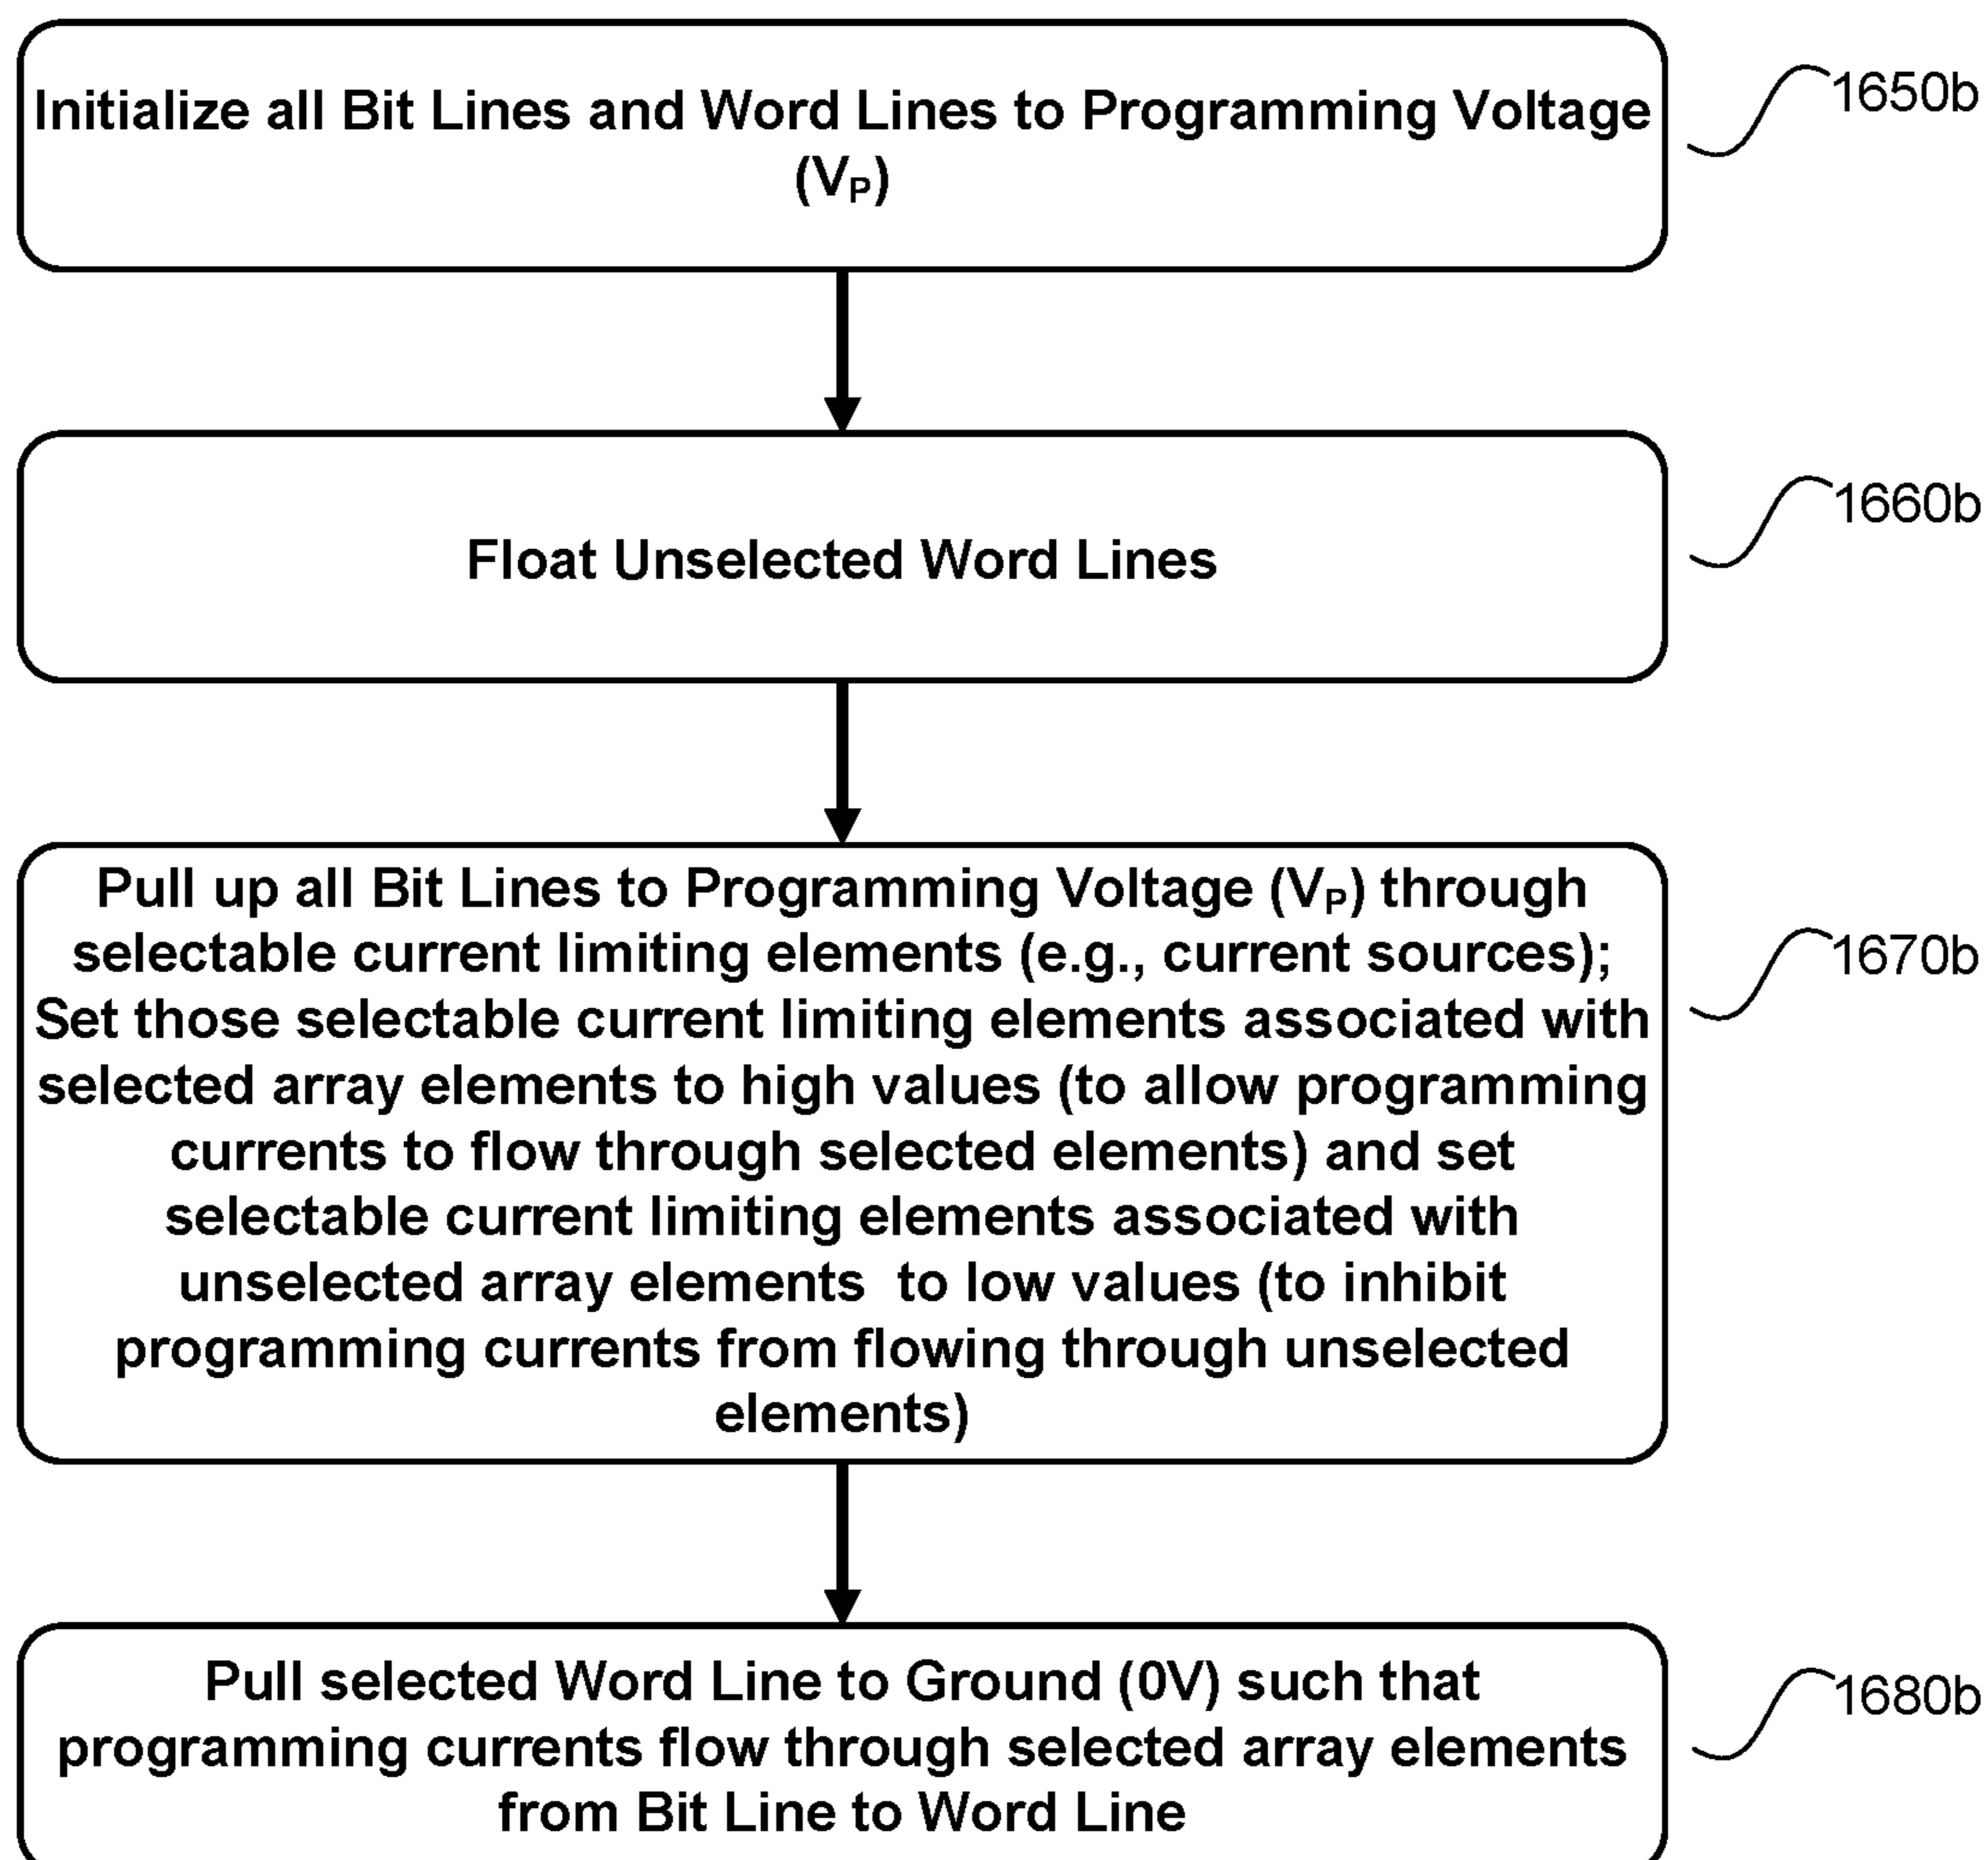 Initialize all Bit Lines and Word Lines to Programming Voltage
(VP)
1650b
Float Unselected Word Lines
1660b
Pull up all Bit Lines to Programming Voltage (VP) through
selectable current limiting elements (e.g., current sources);
Set those selectable current limiting elements associated with
selected array elements to high values (to allow programming
currents to flow through selected elements) and set
selectable current limiting elements associated with
unselected array elements  to low values (to inhibit
programming currents from flowing through unselected
elements)
1670b
Pull selected Word Line to Ground (0V) such that
programming currents flow through selected array elements
from Bit Line to Word Line
1680b